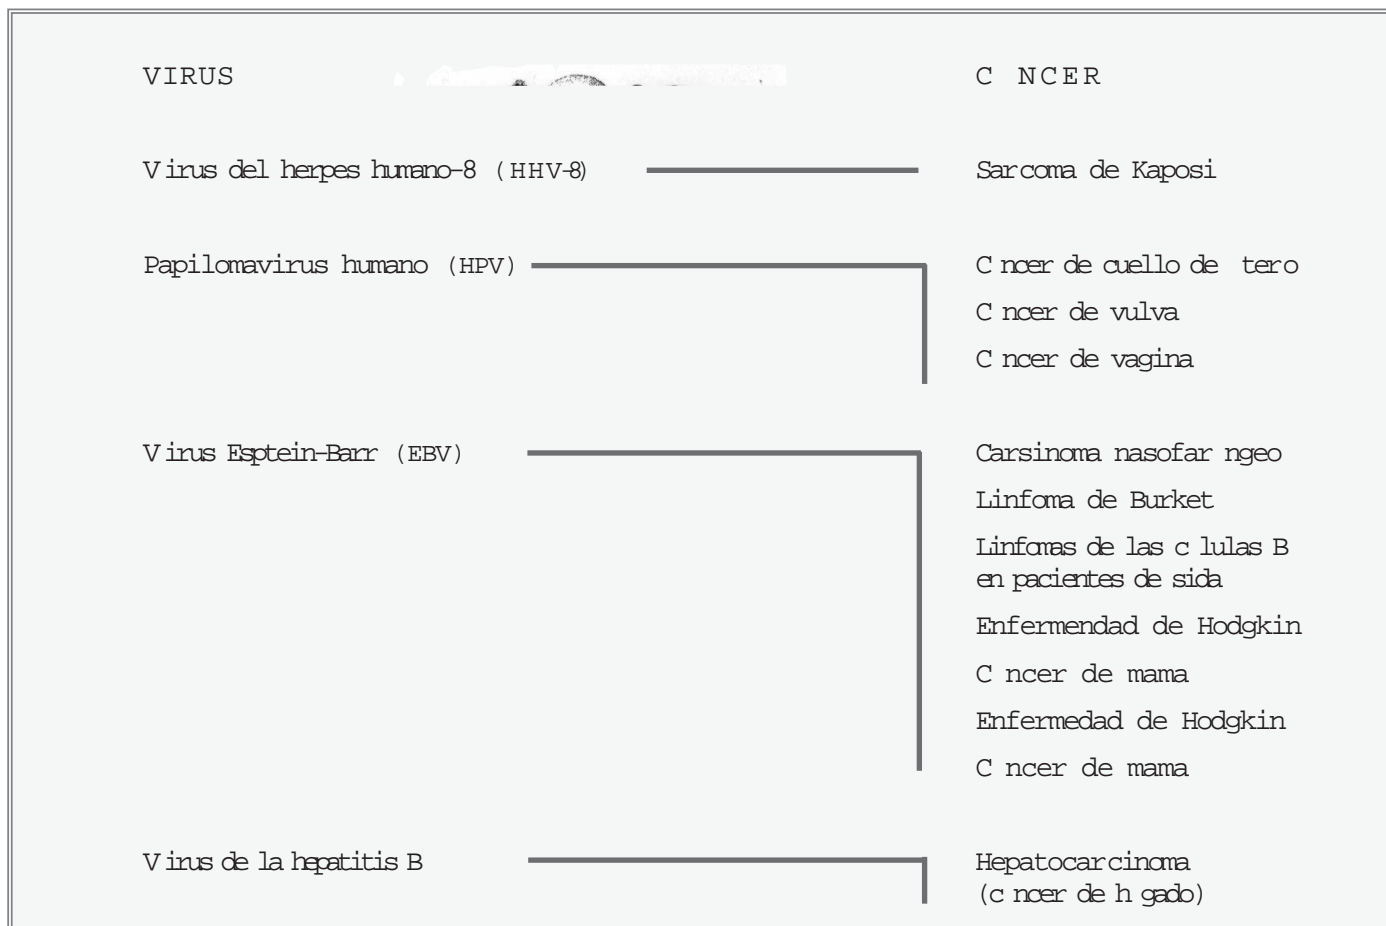 VIRUS C NCER
Virus del herpes humano-8 (HHV-8) Sarcoma de Kaposi
Papilomavirus humano (HPV) C ncer de cuello de tero
C ncer de vulva
C ncer de vagina
Virus Esptein-Barr (EBV) Carsinoma nasofar ngeo
Linfoma de Burket
Linfomas de las c lulas B
en pacientes de sida
Enfermendad de Hodgkin
C ncer de mama
Enfermedad de Hodgkin
C ncer de mama
Virus de la hepatitis B Hepatocarcinoma
(c ncer de h gado)